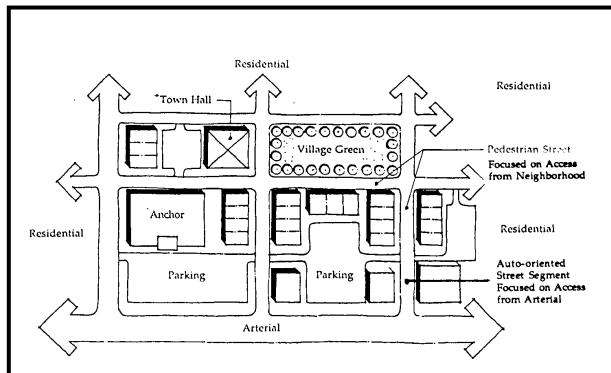 Residential
Residential
"Town Hall
Village Green
Pedestrian Street
Focused on Access
from Neighborhood
Anchor
Residential
Residential
Parking
Parking
Auto-oriented
Street Segment
Focused on Access
from Arterial
Arterial